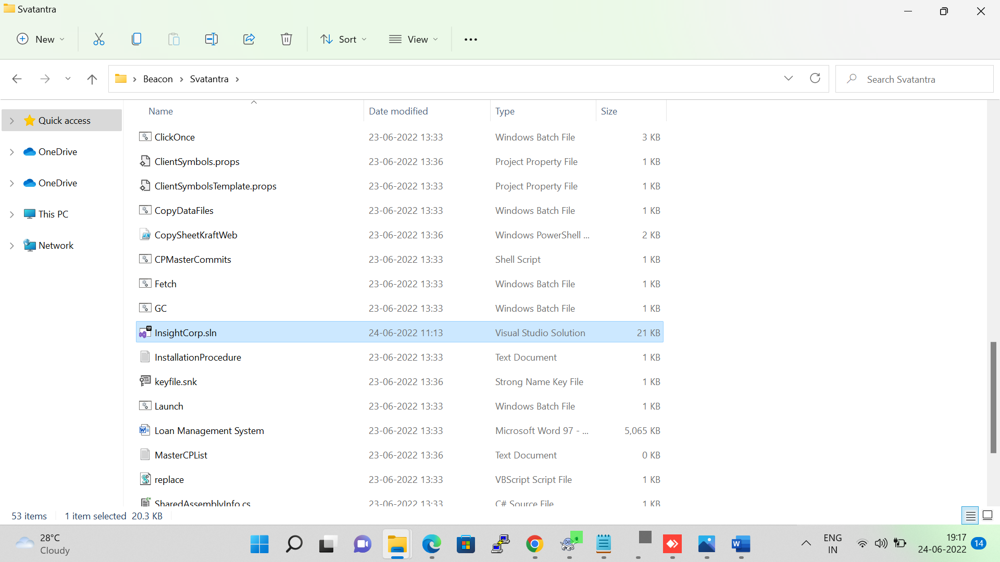 Svatantra
New
Sort
View
Beacon
Svatantra
Search Svatantra
Quick access
OneDrive
OneDrive
This PC
Network
Name Date modified Type Size
ClickOnce 23-06-2022 13:33 Windows Batch File 3 KB
ClientSymbols.props 23-06-2022 13:36 Project Property File 1 KB
ClientSymbolsTemplate.props 23-06-2022 13:33 Project Property File 1 KB
CopyDataFiles 23-06-2022 13:33 Windows Batch File 1 KB
CopySheetKraftWeb 23-06-2022 13:36 Windows PowerShell ... 2 KB
CPMasterCommits 23-06-2022 13:33 Shell Script 1 KB
Fetch 23-06-2022 13:33 Windows Batch File 1 KB
GC 23-06-2022 13:33 Windows Batch File 1 KB
InsightCorp.sln 24-06-2022 11:13 Visual Studio Solution 21 KB
InstallationProcedure 23-06-2022 13:33 Text Document 1 KB
keyfile.snk 23-06-2022 13:36 Strong Name Key File 1 KB
Launch 23-06-2022 13:33 Windows Batch File 1 KB
Loan Management System 23-06-2022 13:33 Microsoft Word 97 - ... 5,065 KB
MasterCPList 23-06-2022 13:36 Text Document 0 KB
replace 23-06-2022 13:33 VBScript Script File 1 KB
SharedAssemblyInfo.cs 23-06-2022 13:33 C# Source File 1 KB
53 items 1 item selected 20.3 KB
28°C
Cloudy
ENG
IN
19:17
24-06-2022
14